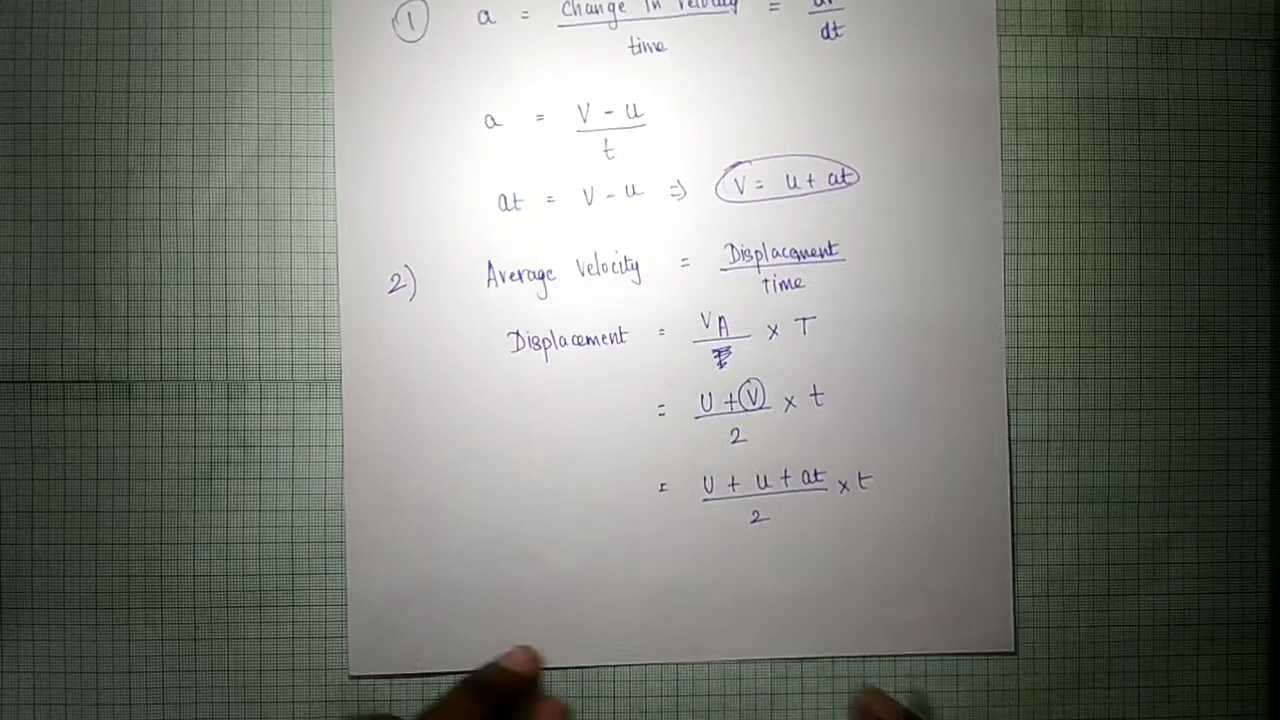 1 a = change in velocity = dv
time dt
a = V - u
t
at = V - u => V = u + at
2) Average Velocity = Displacement
Time
Displacement = VA × T
= U + V × t
2
= U + u + at × t
2